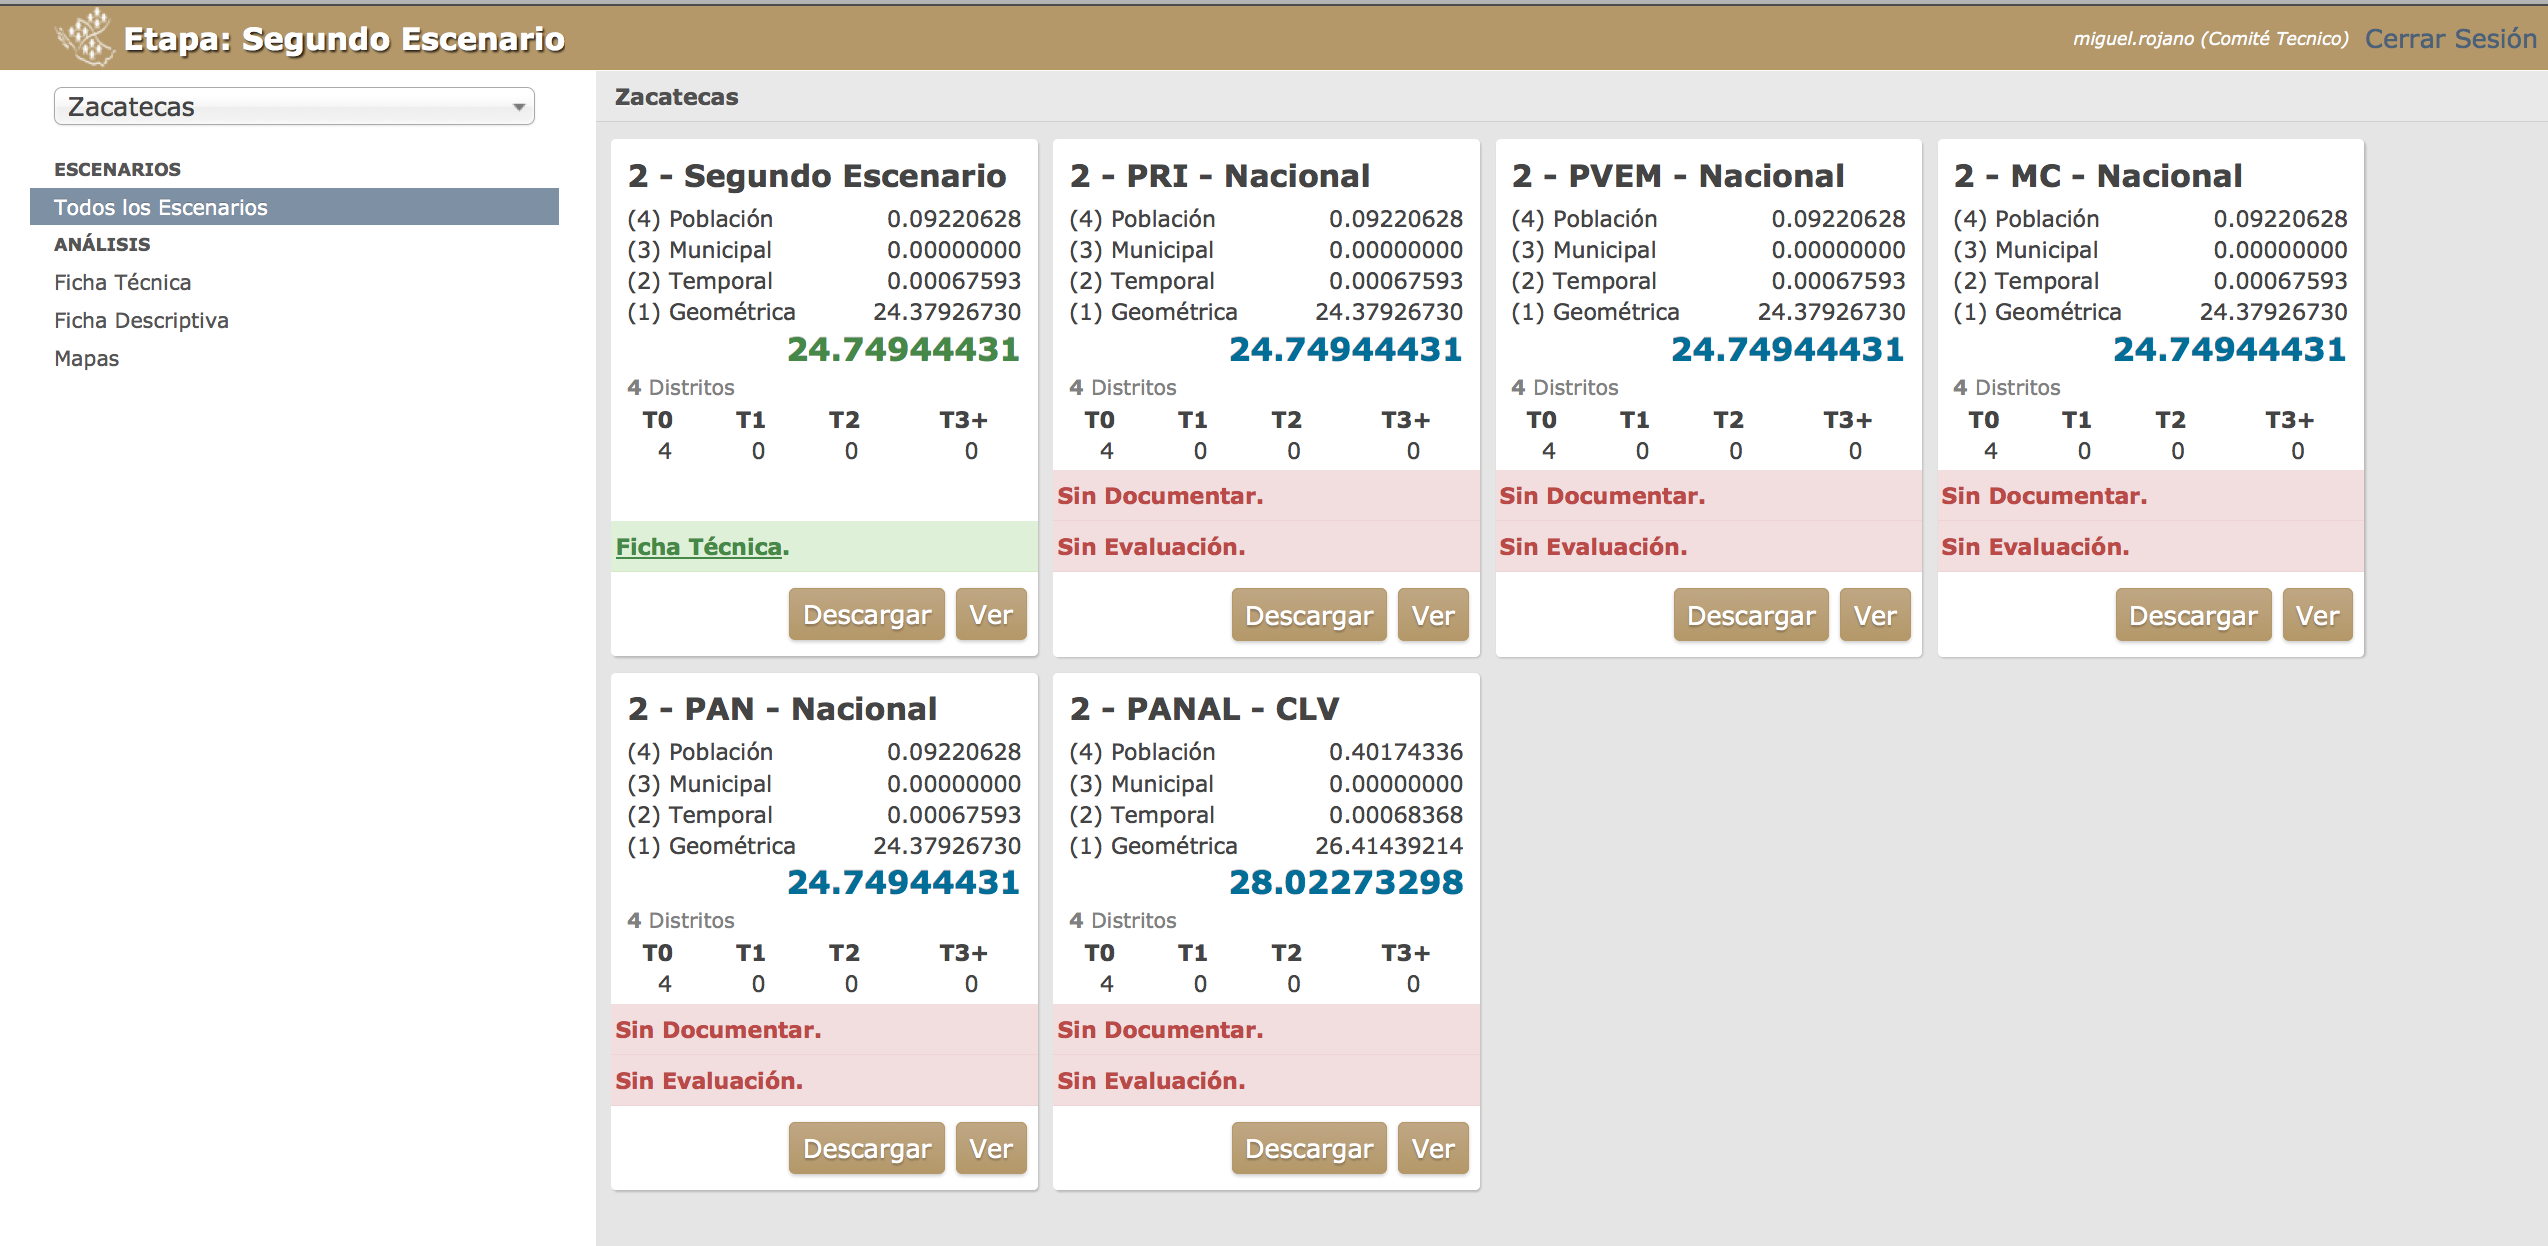 Etapa: Segundo Escenario
miguel.rojano (Comité Tecnico) Cerrar Sesión
Zacatecas
ESCENARIOS
Todos los Escenarios
ANÁLISIS
Ficha Técnica
Ficha Descriptiva
Mapas
Zacatecas
2 - Segundo Escenario
(4) Población 0.09220628
(3) Municipal 0.00000000
(2) Temporal 0.00067593
(1) Geométrica 24.37926730
24.74944431
4 Distritos
T0 T1 T2 T3+
4 0 0 0
Ficha Técnica.
Descargar Ver
2 - PRI - Nacional
(4) Población 0.09220628
(3) Municipal 0.00000000
(2) Temporal 0.00067593
(1) Geométrica 24.37926730
24.74944431
4 Distritos
T0 T1 T2 T3+
4 0 0 0
Sin Documentar.
Sin Evaluación.
Descargar Ver
2 - PVEM - Nacional
(4) Población 0.09220628
(3) Municipal 0.00000000
(2) Temporal 0.00067593
(1) Geométrica 24.37926730
24.74944431
4 Distritos
T0 T1 T2 T3+
4 0 0 0
Sin Documentar.
Sin Evaluación.
Descargar Ver
2 - MC - Nacional
(4) Población 0.09220628
(3) Municipal 0.00000000
(2) Temporal 0.00067593
(1) Geométrica 24.37926730
24.74944431
4 Distritos
T0 T1 T2 T3+
4 0 0 0
Sin Documentar.
Sin Evaluación.
Descargar Ver
2 - PAN - Nacional
(4) Población 0.09220628
(3) Municipal 0.00000000
(2) Temporal 0.00067593
(1) Geométrica 24.37926730
24.74944431
4 Distritos
T0 T1 T2 T3+
4 0 0 0
Sin Documentar.
Sin Evaluación.
Descargar Ver
2 - PANAL - CLV
(4) Población 0.40174336
(3) Municipal 0.00000000
(2) Temporal 0.00068368
(1) Geométrica 26.41439214
28.02273298
4 Distritos
T0 T1 T2 T3+
4 0 0 0
Sin Documentar.
Sin Evaluación.
Descargar Ver